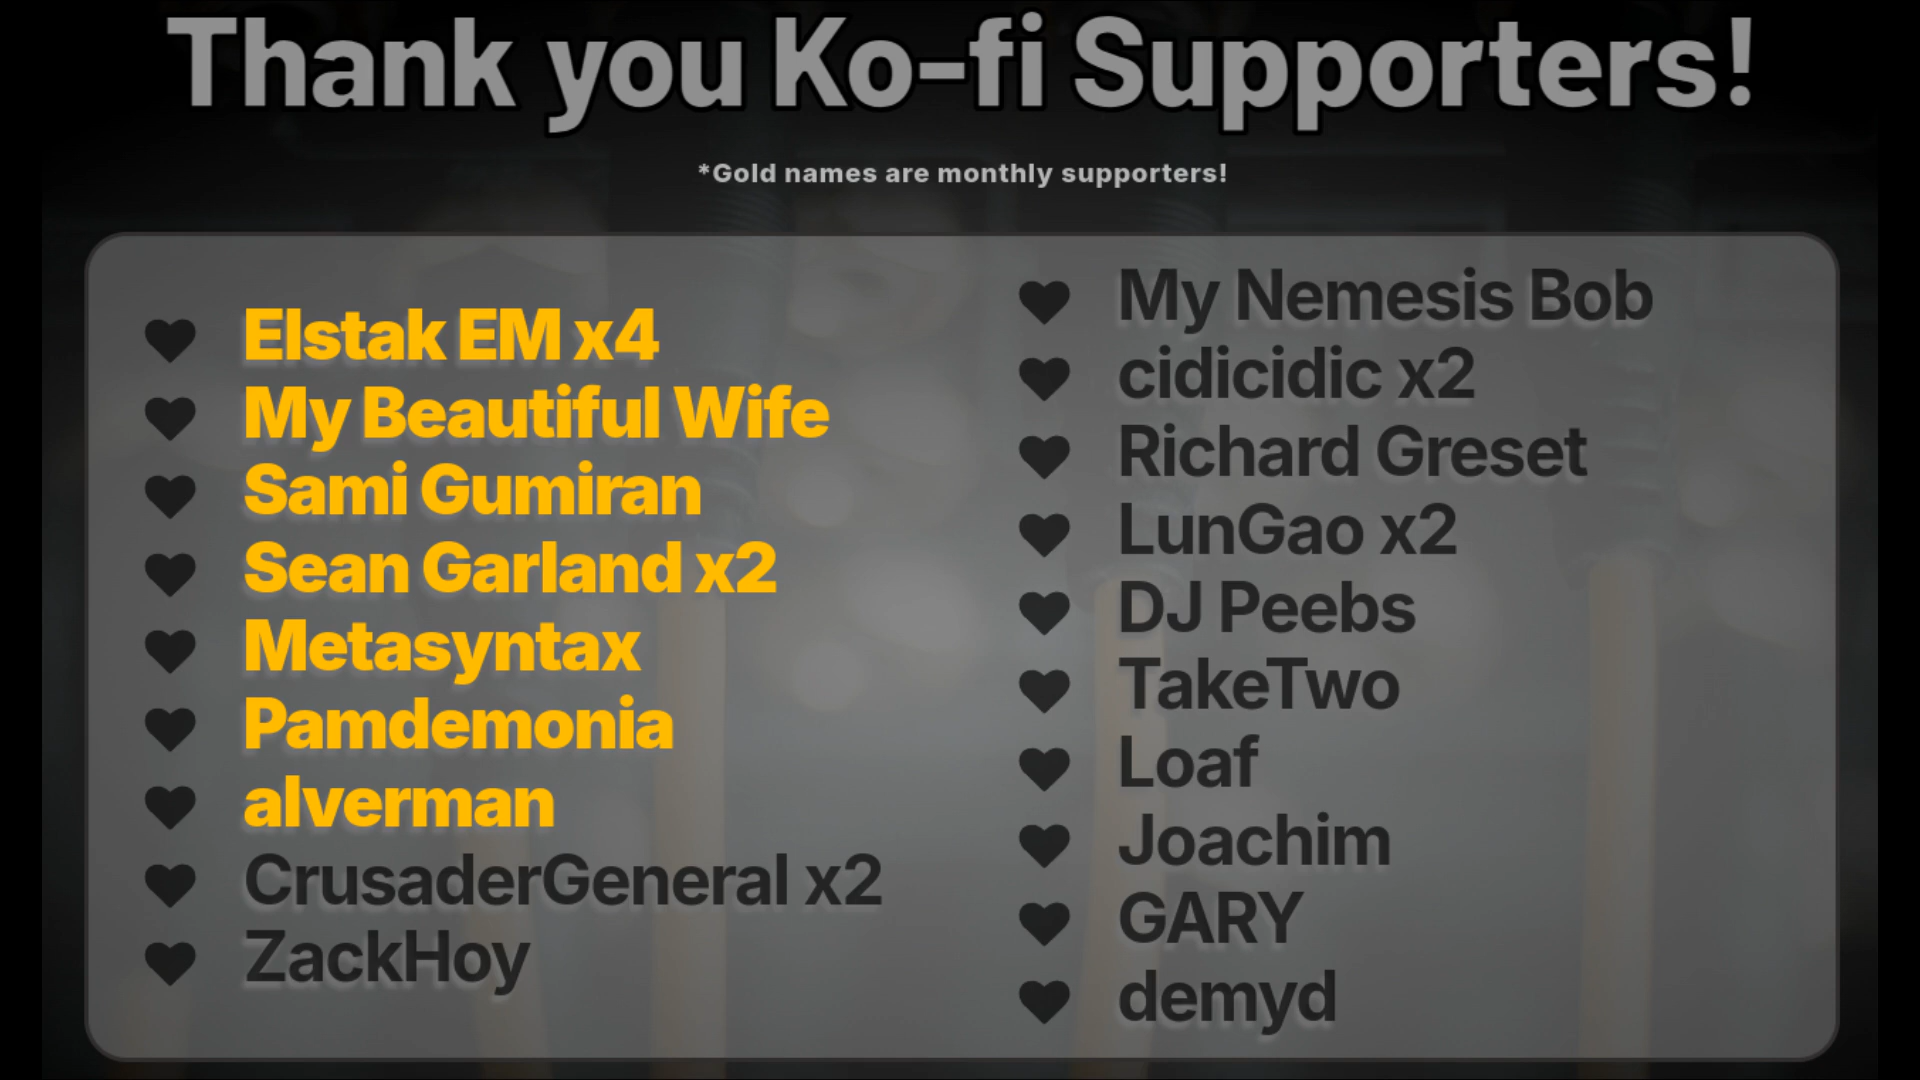 Thank you Ko-fi Supporters!
*Gold names are monthly supporters!
Elstak EM x4
My Beautiful Wife
Sami Gumiran
Sean Garland x2
Metasyntax
Pamdemonia
alverman
CrusaderGeneral x2
ZackHoy
My Nemesis Bob
cidicidic x2
Richard Greset
LunGao x2
DJ Peebs
TakeTwo
Loaf
Joachim
GARY
demyd